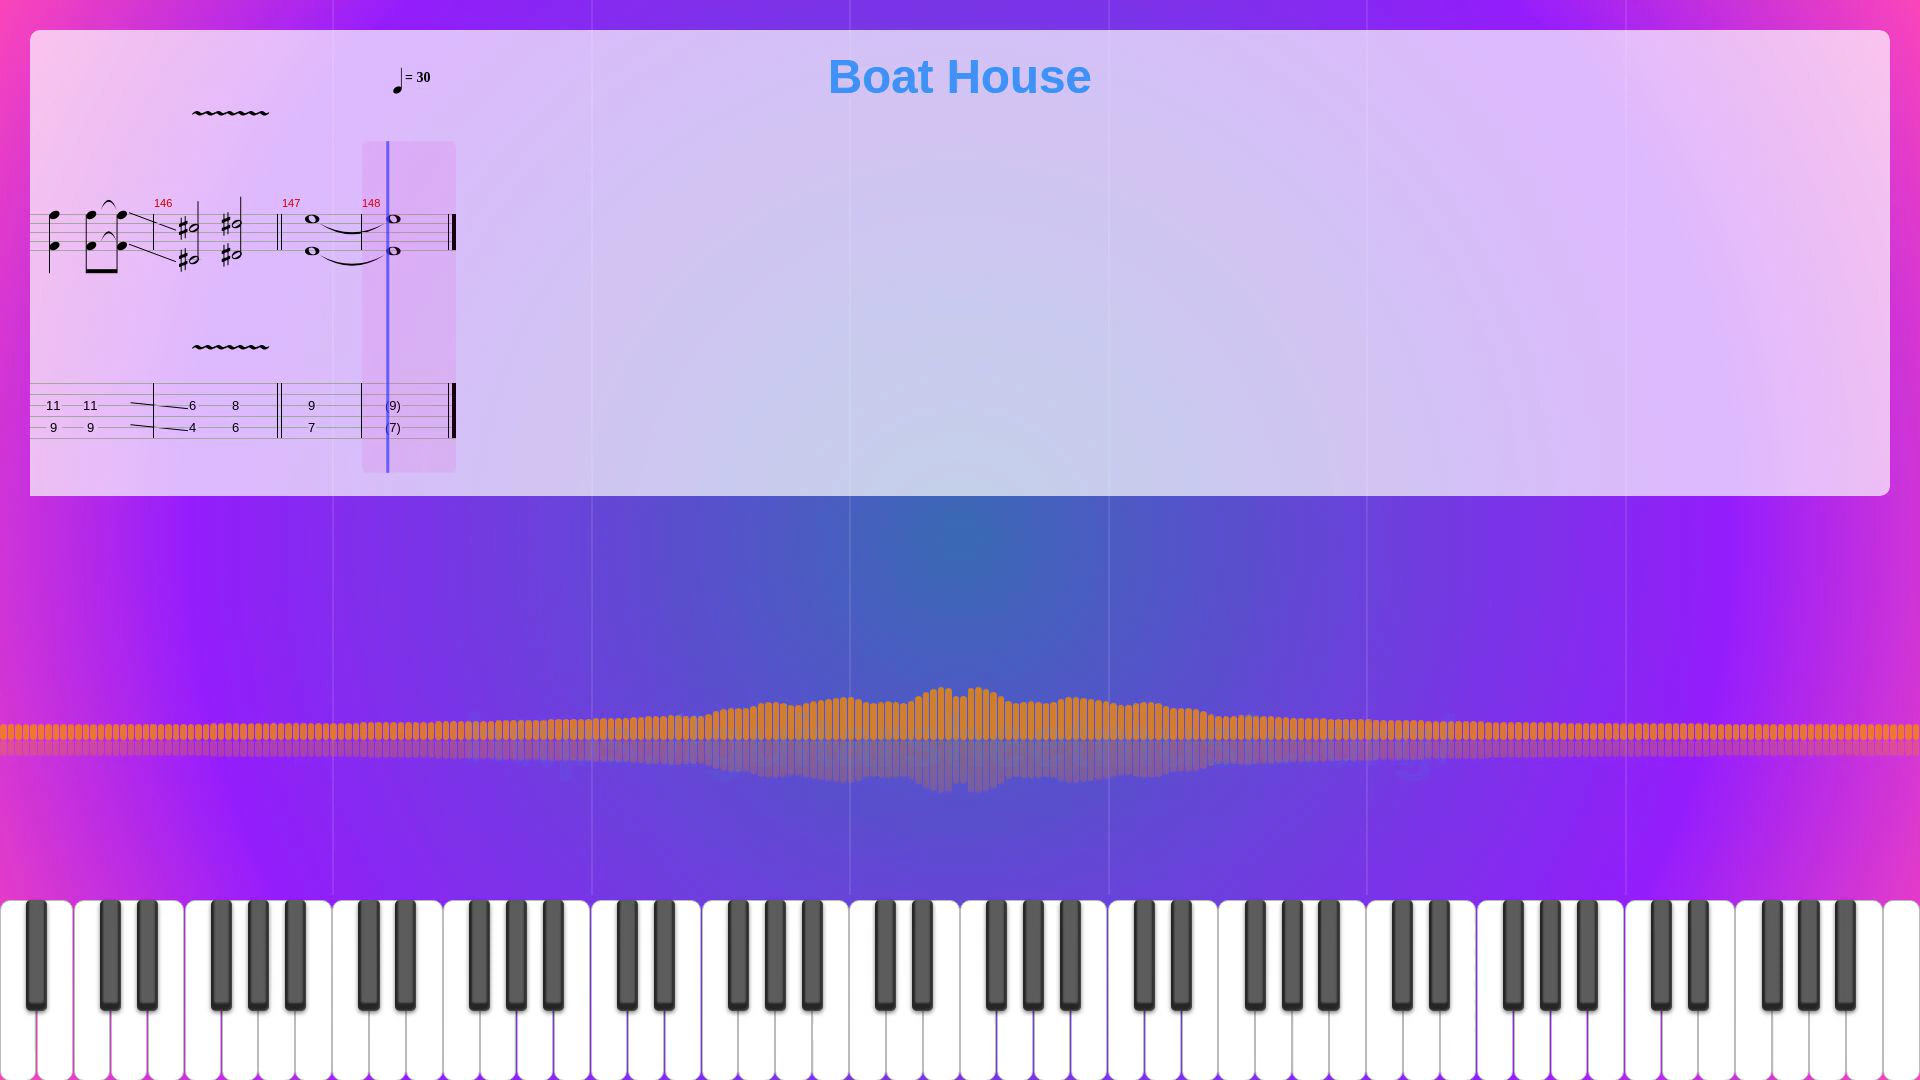 Boat House
= 30
146 147 148
11 11 6 8 9 (9)
9 9 4 6 7 (7)